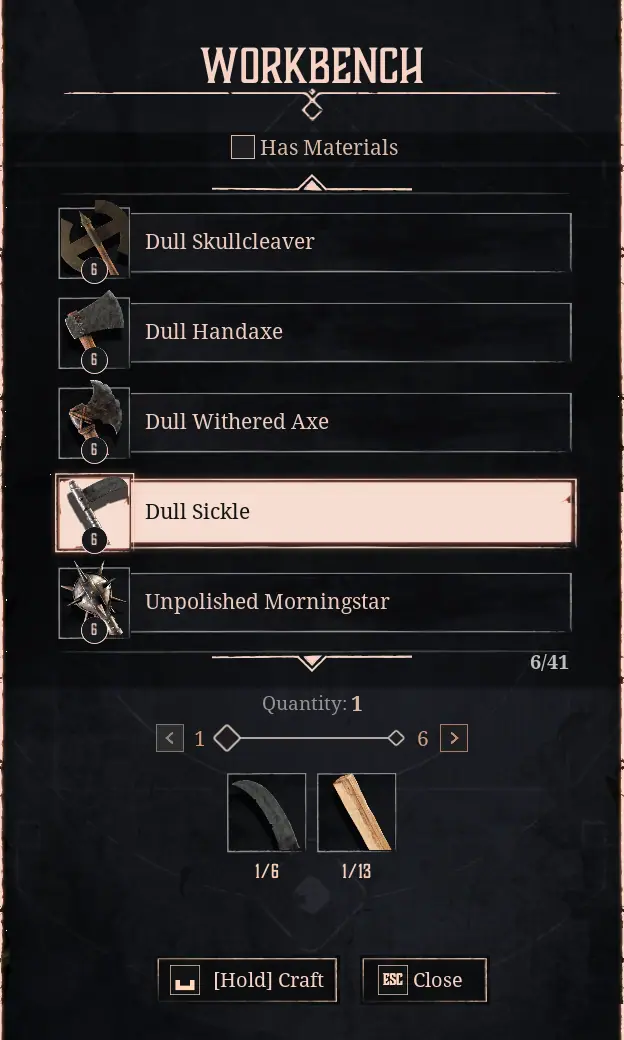 WORKBENCH
Has Materials
Dull Skullcleaver
6
Dull Handaxe
6
Dull Withered Axe
6
Dull Sickle
6
Unpolished Morningstar
6
6/41
Quantity: 1
< 1 6 >
1/6 1/13
[Hold] Craft ESC Close